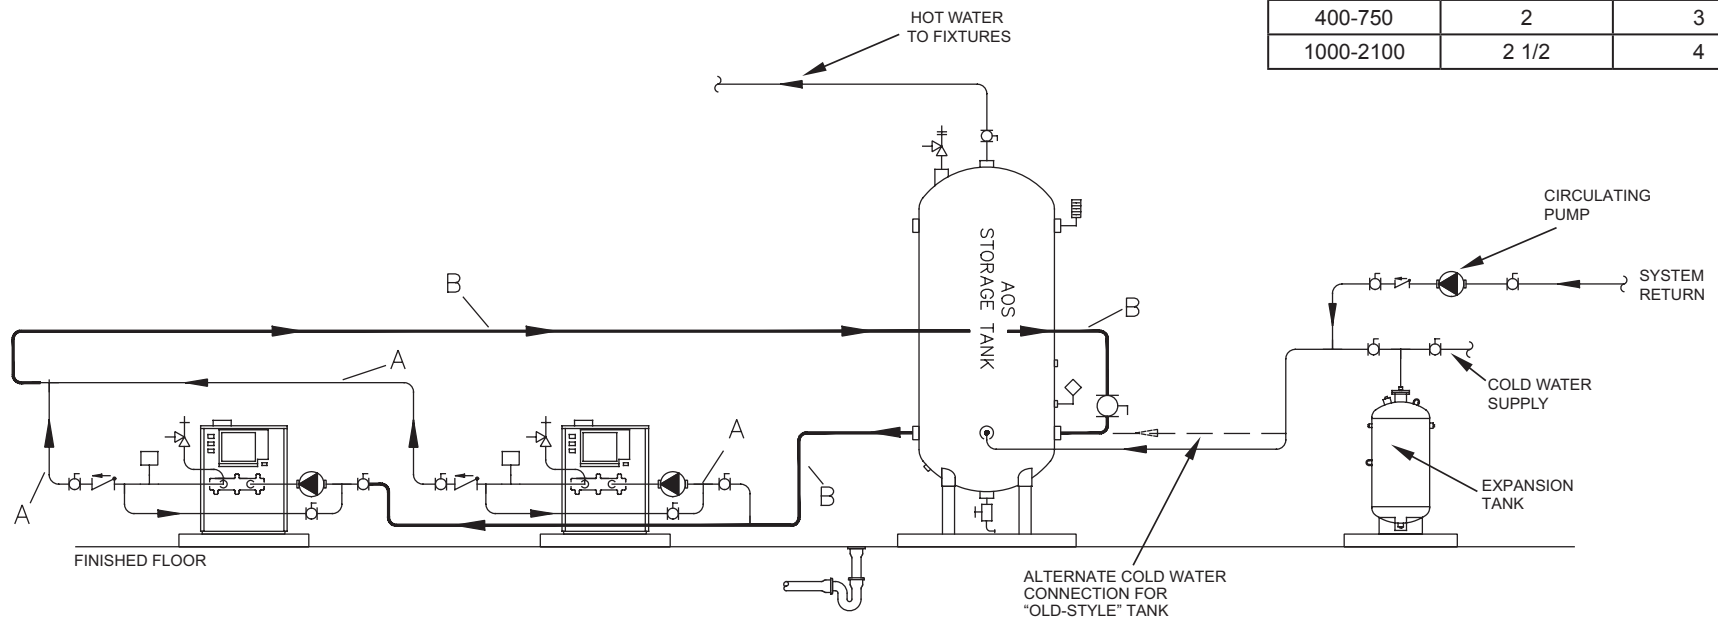 HOT WATER
TO FIXTURES
400-750 2 3
1000-2100 2 1/2 4
CIRCULATING
PUMP
SYSTEM
RETURN
AOS
STORAGE TANK
B
B
A
COLD WATER
SUPPLY
A
A
B
EXPANSION
TANK
FINISHED FLOOR
ALTERNATE COLD WATER
CONNECTION FOR
“OLD-STYLE” TANK